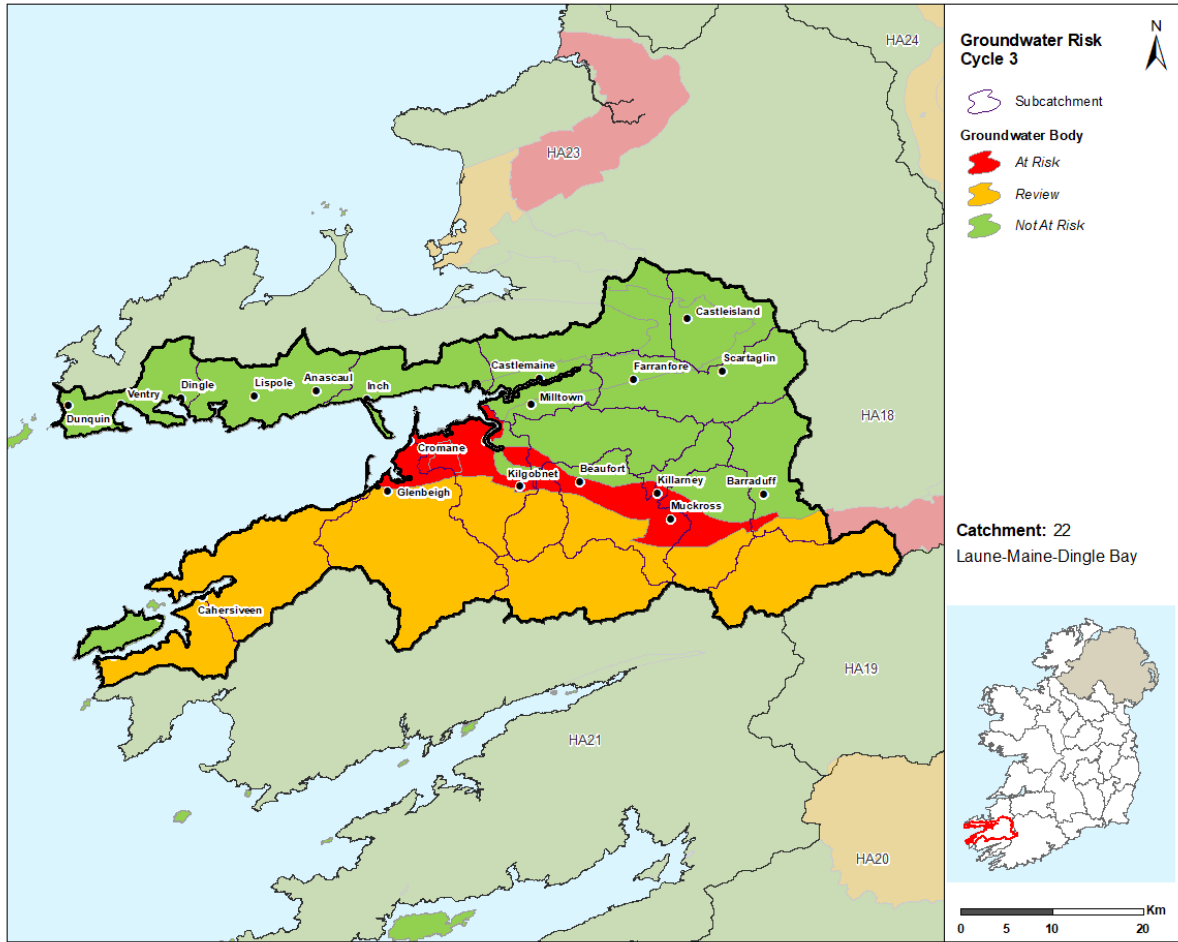 HA24
HA23
Castleisland
Castlemaine
Farranfore
Scartaglin
Dingle
Lispole
Anascaul
Inch
Ventry
Milltown
Dunquin
HA18
Cromane
Kilgobnet
Beaufort
Killarney
Barraduff
Glenbeigh
Muckross
Cahersiveen
HA19
HA21
HA20
Groundwater Risk
Cycle 3
N
Subcatchment
Groundwater Body
At Risk
Review
Not At Risk
Catchment: 22
Laune-Maine-Dingle Bay
Km
0 5 10 20